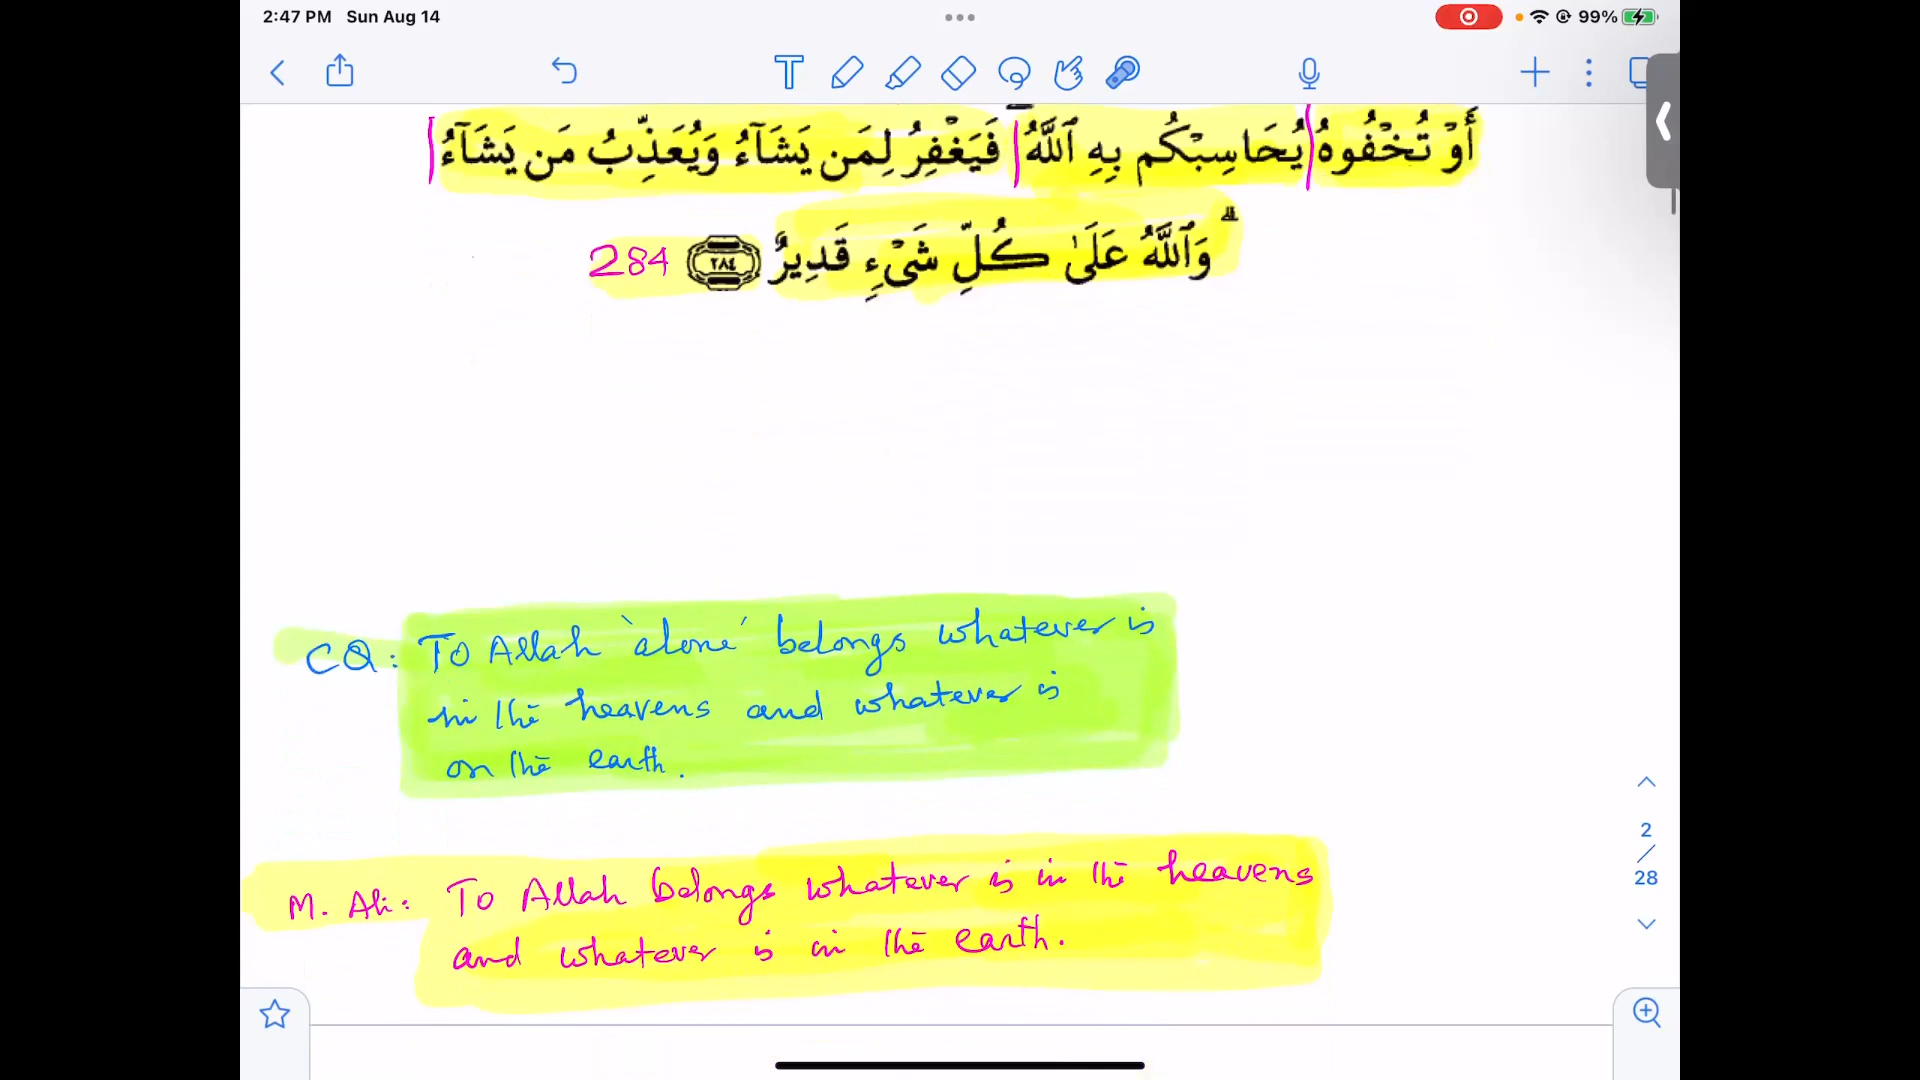 2:47 PM Sun Aug 14
99%
أَوْ تُخْفُوهُ يُحَاسِبْكُم بِهِ ٱللَّهُ ۖ فَيَغْفِرُ لِمَن يَشَآءُ وَيُعَذِّبُ مَن يَشَآءُ
ۗ وَٱللَّهُ عَلَىٰ كُلِّ شَىْءٍ قَدِيرٌ ٢٨٤ 284
CQ: To Allah 'alone' belongs whatever is
in the heavens and whatever is
on the earth.
M. Ali: To Allah belongs whatever is in the heavens
and whatever is in the earth.
2
/
28